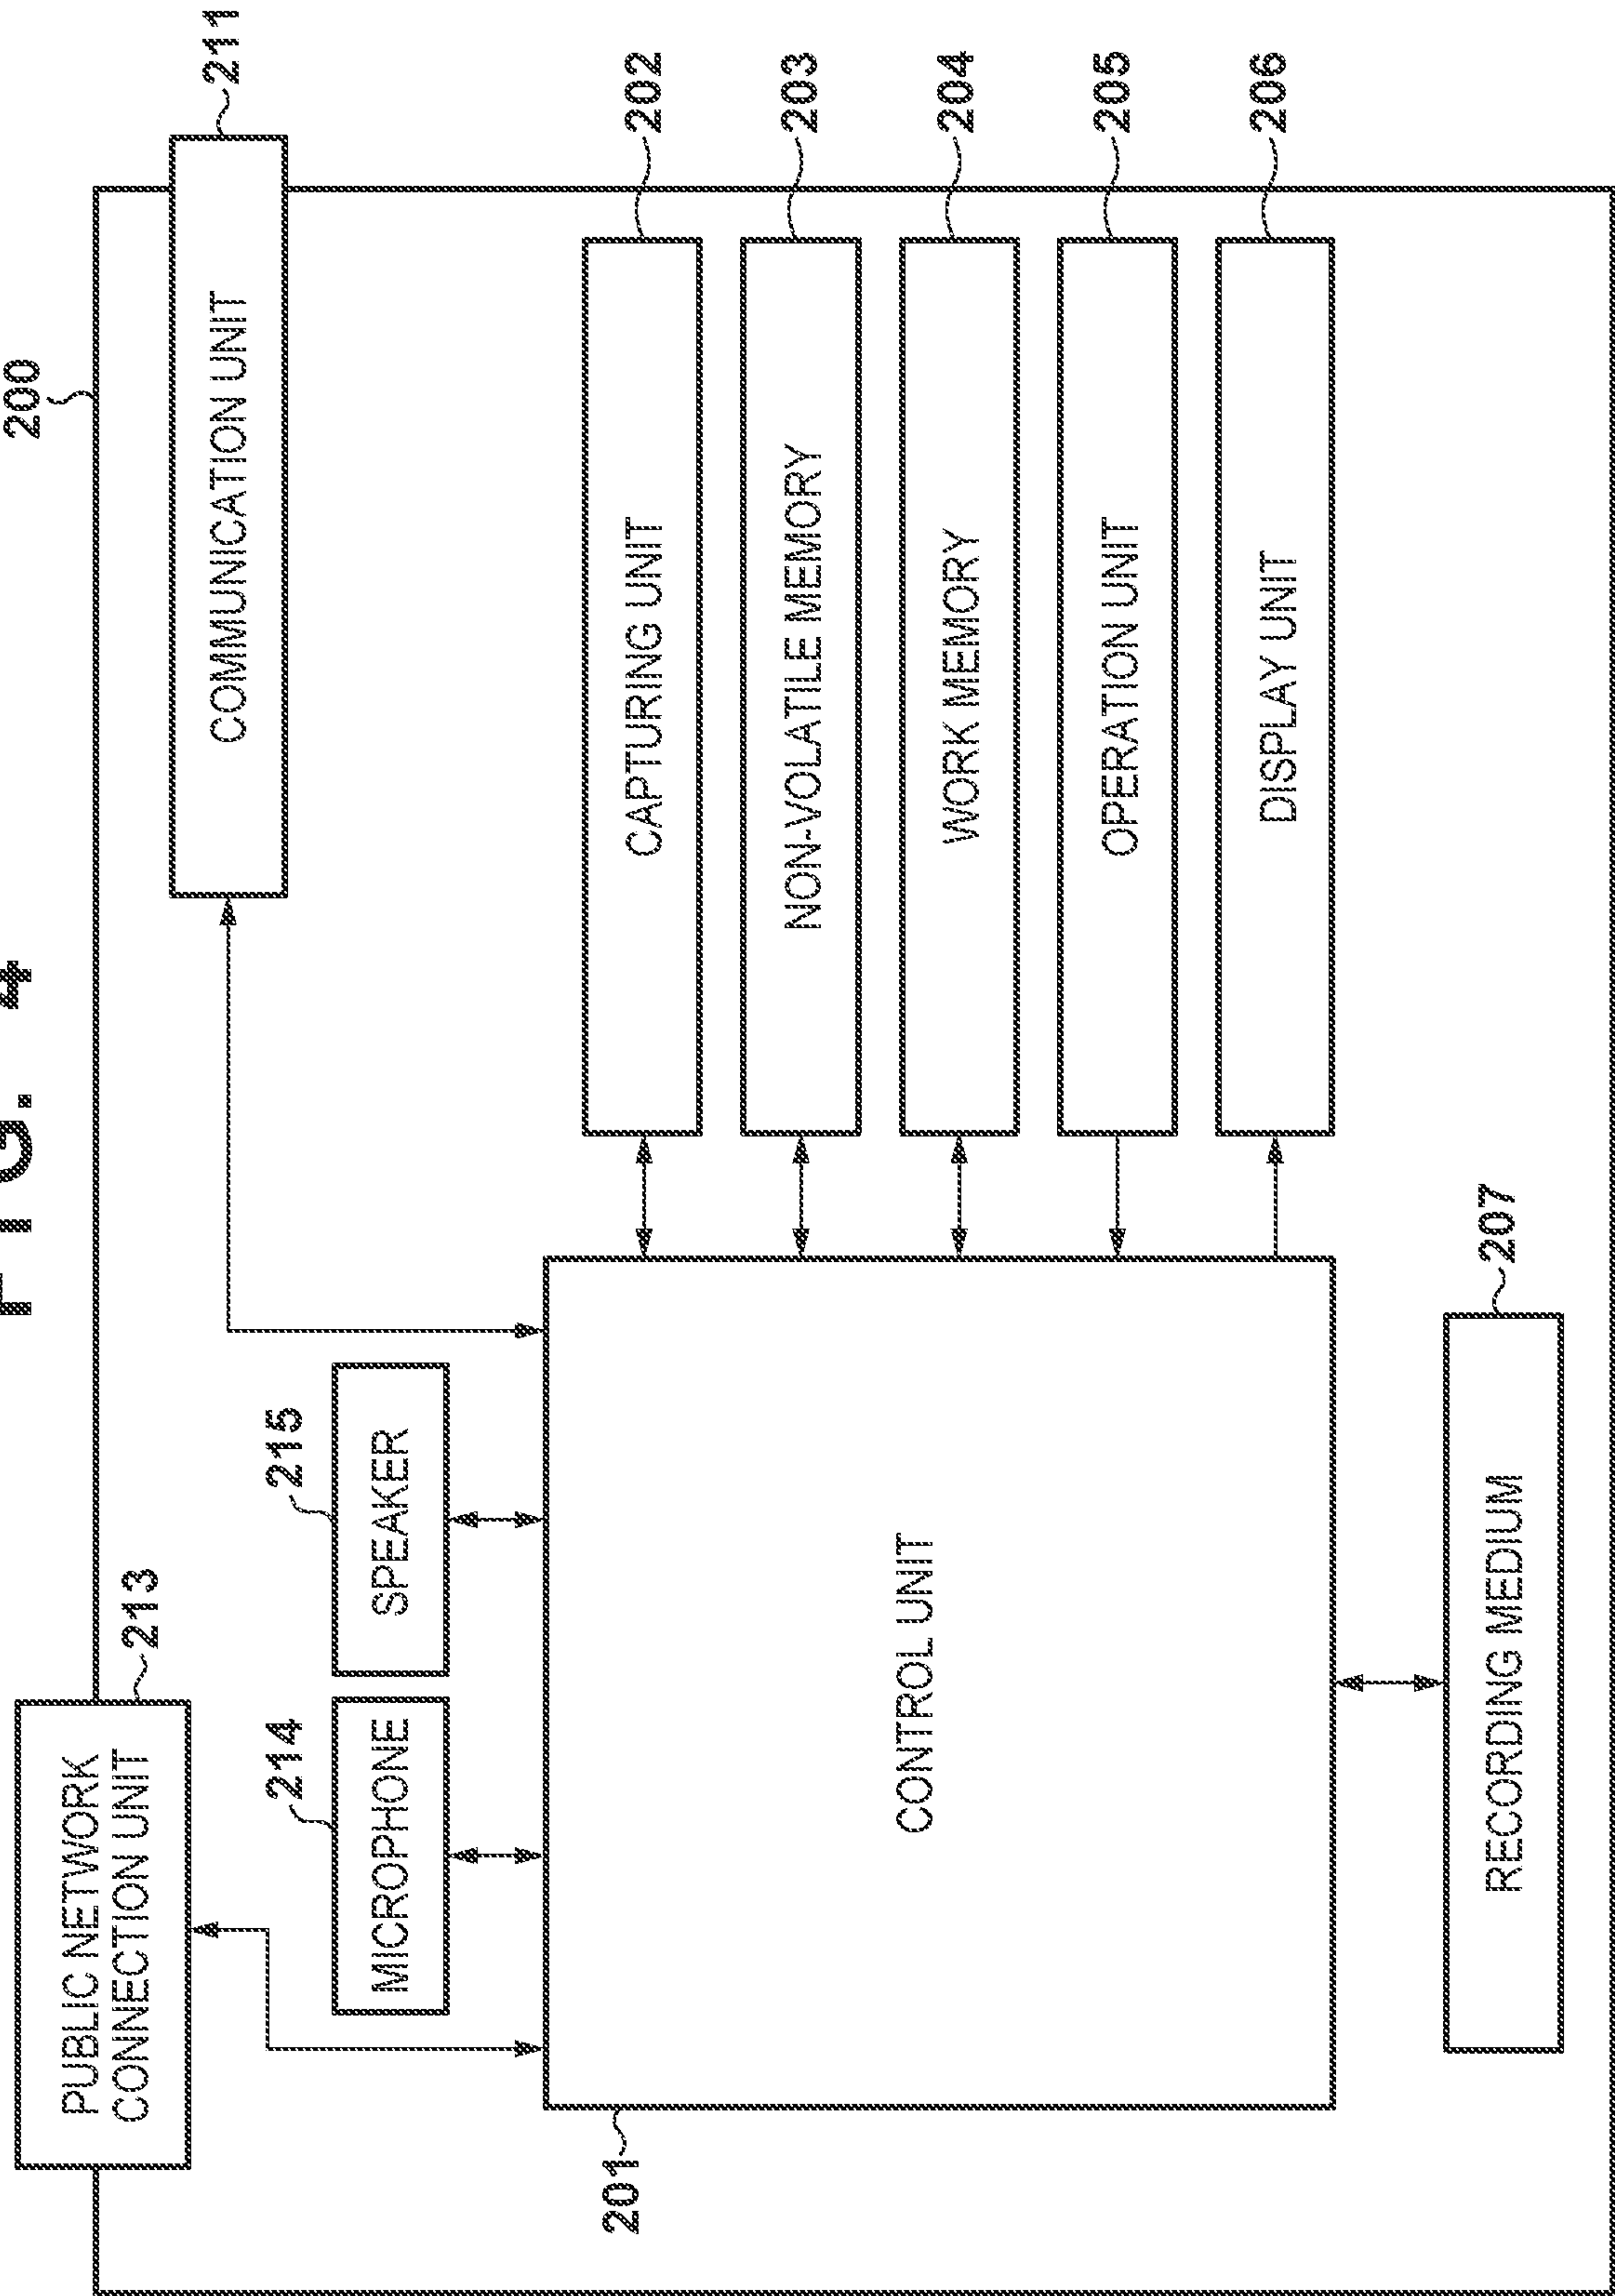 FIG. 4
200
PUBLIC NETWORK
CONNECTION UNIT
213
COMMUNICATION UNIT
211
214
MICROPHONE
215
SPEAKER
201
CONTROL UNIT
CAPTURING UNIT
202
NON-VOLATILE MEMORY
203
WORK MEMORY
204
OPERATION UNIT
205
DISPLAY UNIT
206
207
RECORDING MEDIUM